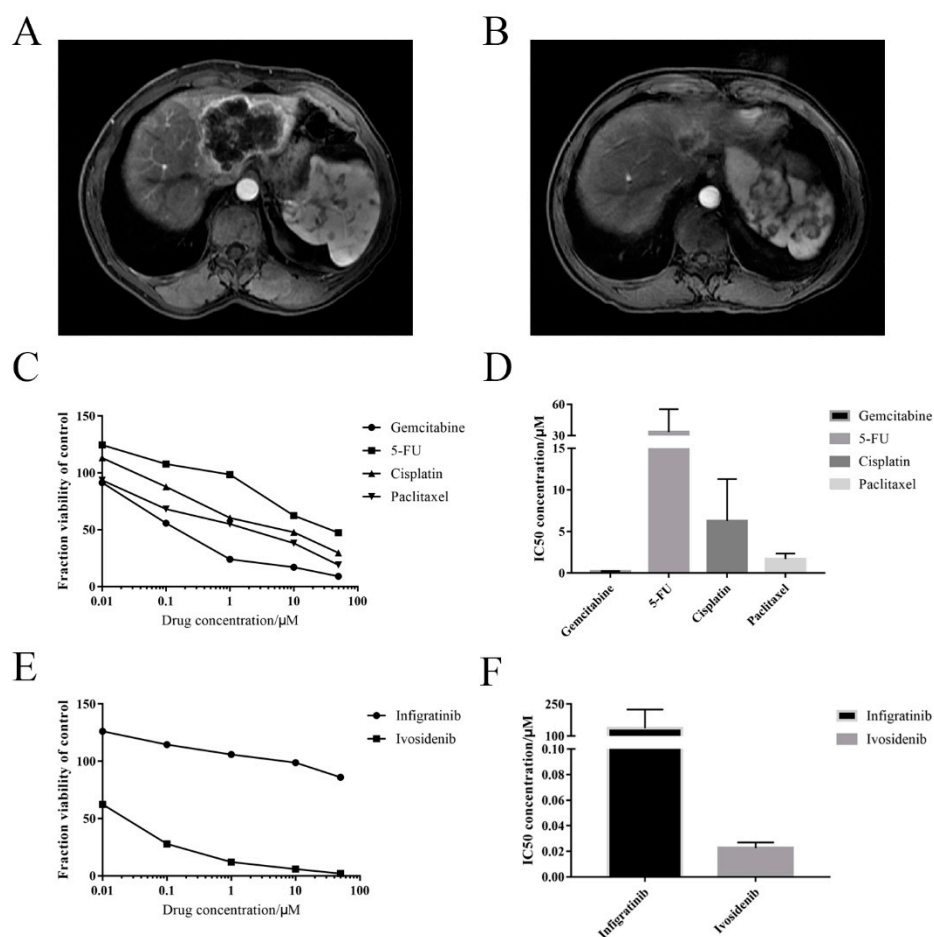 A
B
C
Fraction viability of control
150
100
50
0
0.01
0.1
1
10
100
Drug concentration/μM
Gemcitabine
5-FU
Cisplatin
Paclitaxel
D
IC50 concentration/μM
60
30
15
10
5
0
Gemcitabine
5-FU
Cisplatin
Paclitaxel
Gemcitabine
5-FU
Cisplatin
Paclitaxel
E
Fraction viability of control
150
100
50
0
0.01
0.1
1
10
100
Drug concentration/μM
Infigratinib
Ivosidenib
F
IC50 concentration/μM
250
100
0.10
0.08
0.06
0.04
0.02
0.00
Infigratinib
Ivosidenib
Infigratinib
Ivosidenib